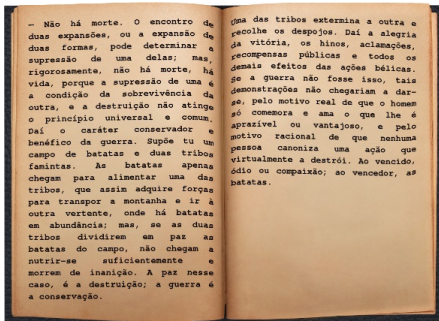 — Não há morte. O encontro de
duas expansões, ou a expansão de
duas formas, pode determinar a
supressão de uma delas; mas,
rigorosamente, não há morte, há
vida, porque a supressão de uma é
a condição da sobrevivência da
outra, e a destruição não atinge
o princípio universal e comum.
Daí o caráter conservador e
benéfico da guerra. Supõe tu um
campo de batatas e duas tribos
famintas. As batatas apenas
chegam para alimentar uma das
tribos, que assim adquire forças
para transpor a montanha e ir à
outra vertente, onde há batatas
em abundância; mas, se as duas
tribos dividirem em paz as
batatas do campo, não chegam a
nutrir-se suficientemente e
morrem de inanição. A paz nesse
caso, é a destruição; a guerra é
a conservação.
Uma das tribos extermina a outra e
recolhe os despojos. Daí a alegria
da vitória, os hinos, aclamações,
recompensas públicas e todos os
demais efeitos das ações bélicas.
Se a guerra não fosse isso, tais
demonstrações não chegariam a dar-
se, pelo motivo real de que o homem
só comemora e ama o que lhe é
aprazível ou vantajoso, e pelo
motivo racional de que nenhuma
pessoa canoniza uma ação que
virtualmente a destrói. Ao vencido,
ódio ou compaixão; ao vencedor, as
batatas.